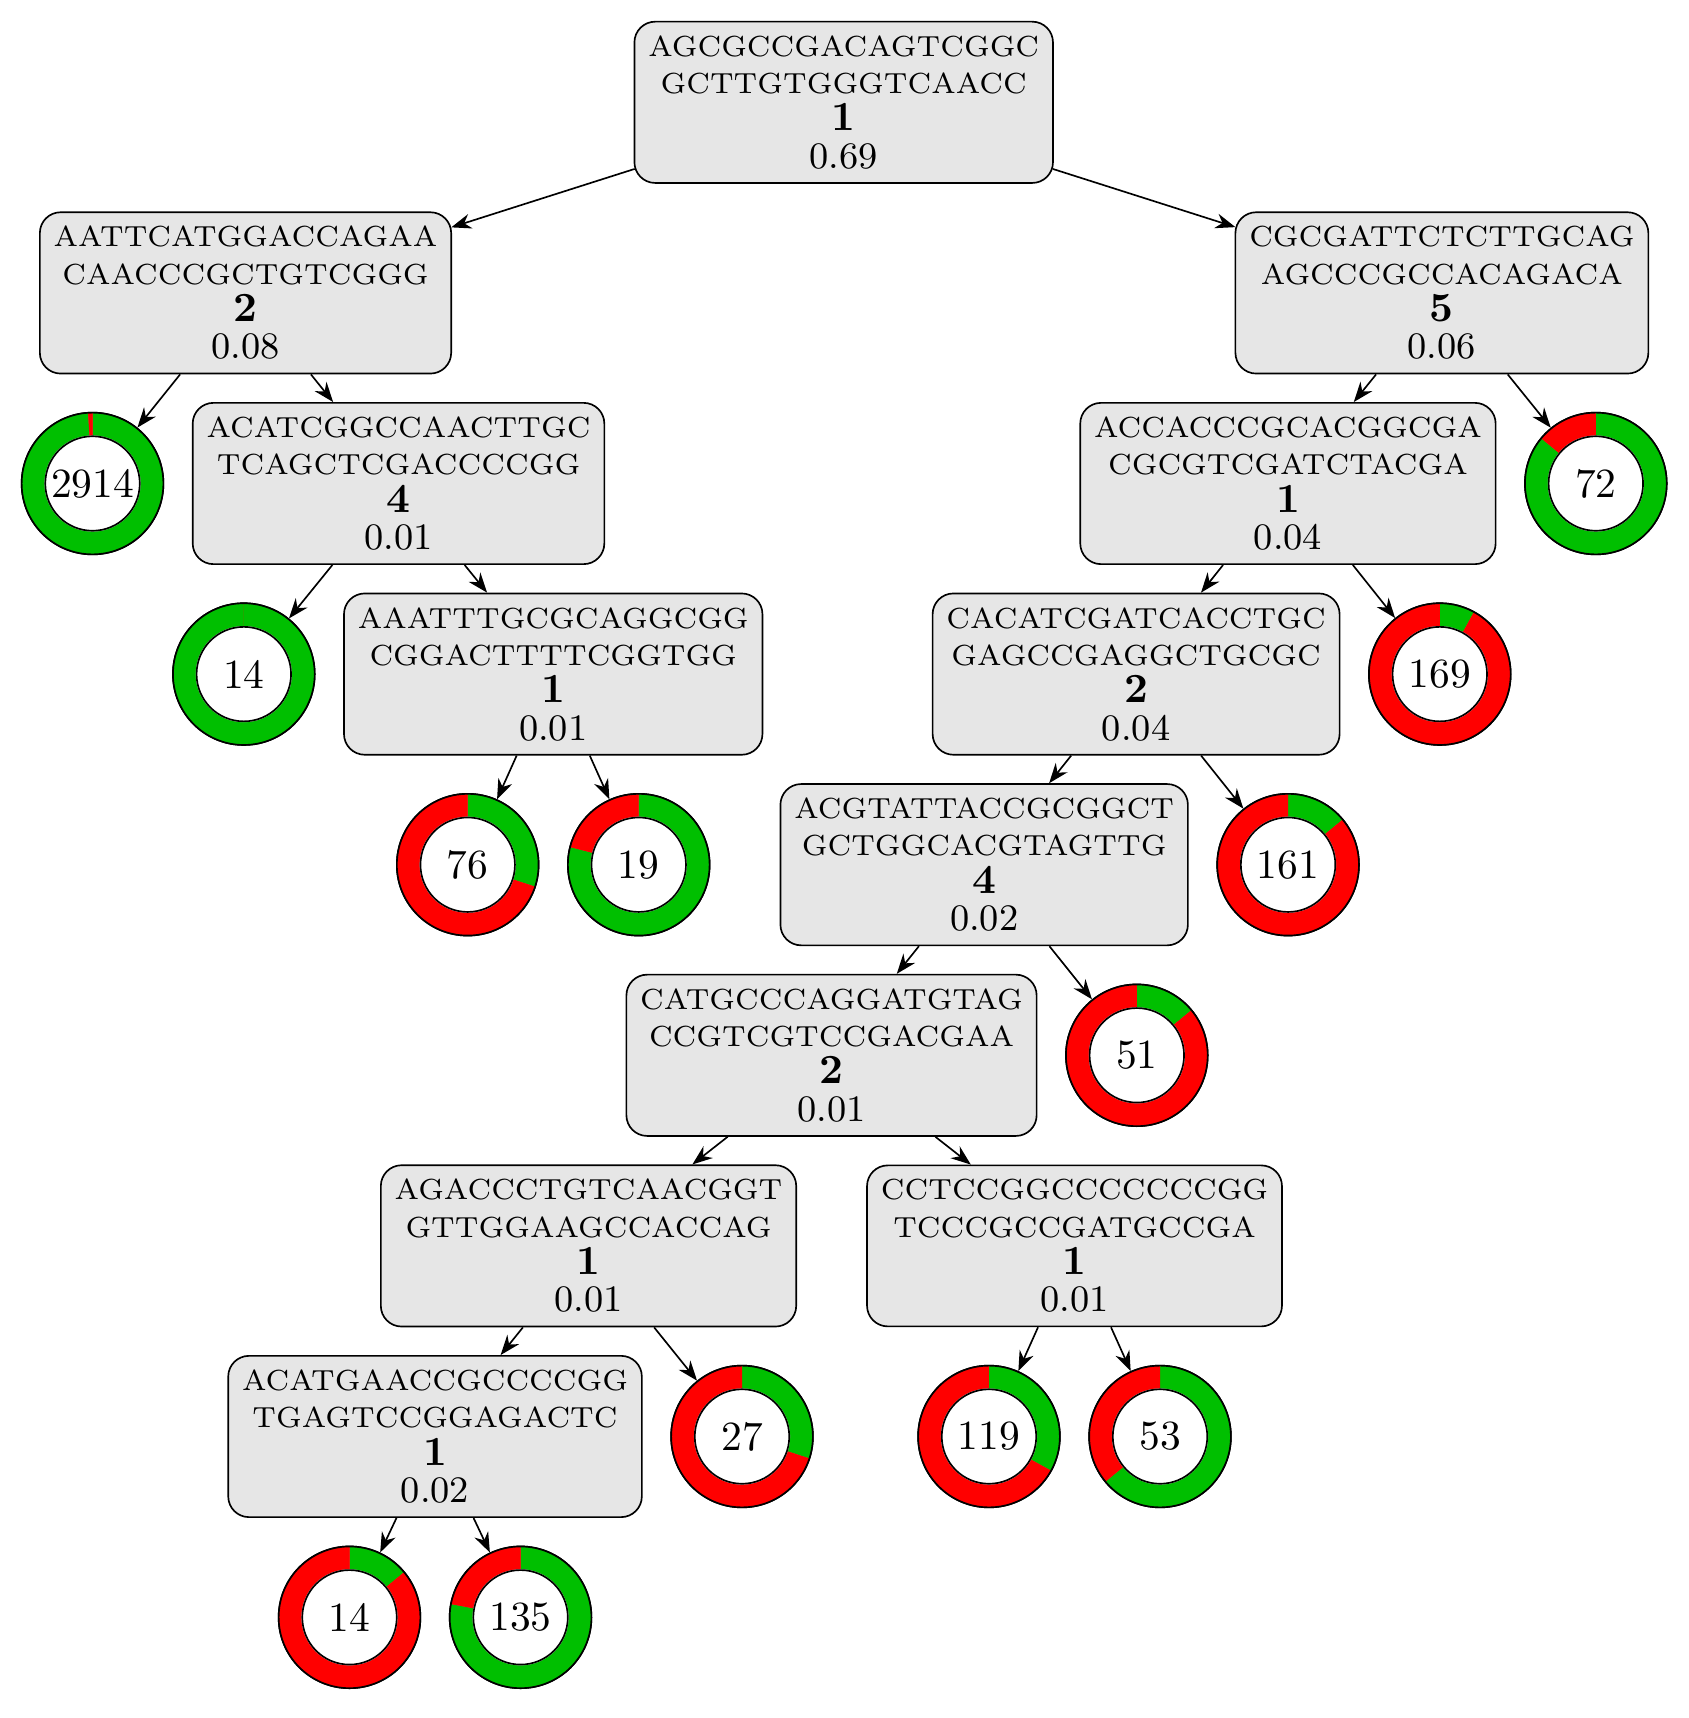 AGCGCCGACAGTCGGC
GCTTGTGGGTCAACC
1
0.69
AATTCATGGACCAGAA
CAACCCGCTGTCGGG
2
0.08
CGCGATTCTCTTGCAG
AGCCCGCCACAGACA
5
0.06
2914
ACATCGGCCAACTTGC
TCAGCTCGACCCCGG
4
0.01
ACCACCCGCACGGCGA
CGCGTCGATCTACGA
1
0.04
72
14
AAATTTGCGCAGGCGG
CGGACTTTTCGGTGG
1
0.01
CACATCGATCACCTGC
GAGCCGAGGCTGCGC
2
0.04
169
76
19
ACGTATTACCGCGGCT
GCTGGCACGTAGTTG
4
0.02
161
CATGCCCAGGATGTAG
CCGTCGTCCGACGAA
2
0.01
51
AGACCCTGTCAACGGT
GTTGGAAGCCACCAG
1
0.01
CCTCCGGCCCCCCCGG
TCCCGCCGATGCCGA
1
0.01
ACATGAACCGCCCCGG
TGAGTCCGGAGACTC
1
0.02
27
119
53
14
135